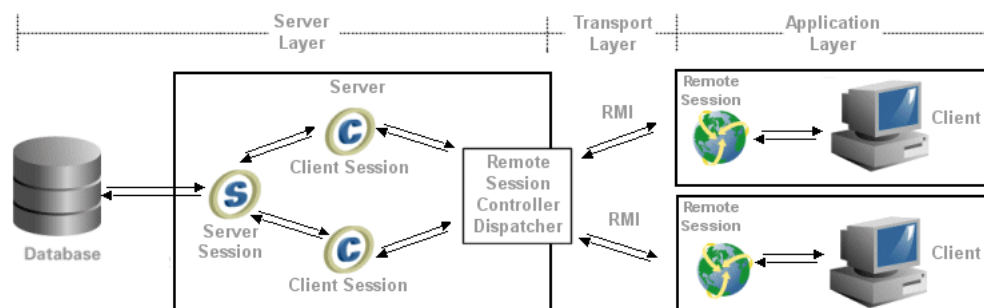 Server
Layer
Transport
Layer
Application
Layer
Server
C
Client Session
S
Server
Session
C
Client Session
Database
Remote
Session
Controller
Dispatcher
RMI
RMI
Remote
Session
Client
Remote
Session
Client